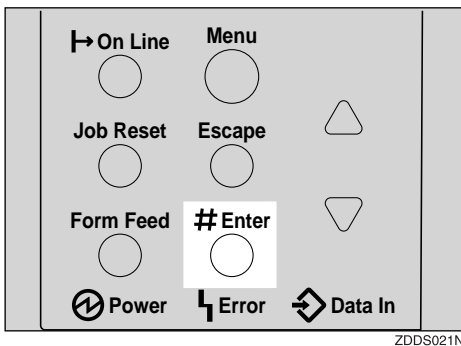 On Line Menu
Job Reset Escape
Form Feed # Enter
Power Error Data In
ZDDS021N